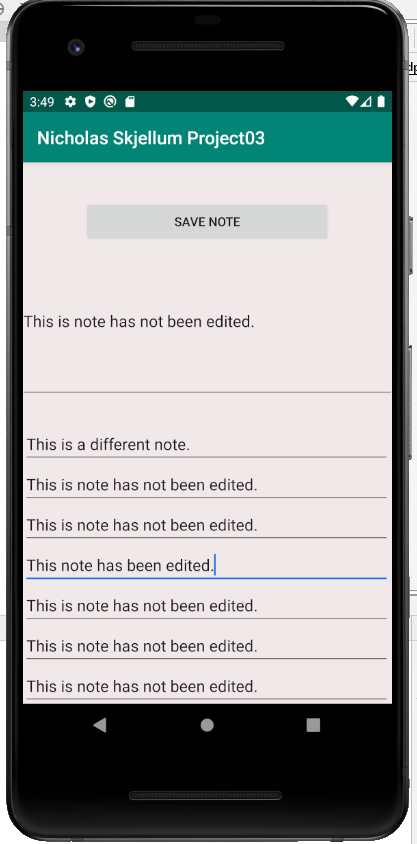 3:49
Nicholas Skjellum Project03
SAVE NOTE
This is note has not been edited.
This is a different note.
This is note has not been edited.
This is note has not been edited.
This note has been edited.
This is note has not been edited.
This is note has not been edited.
This is note has not been edited.